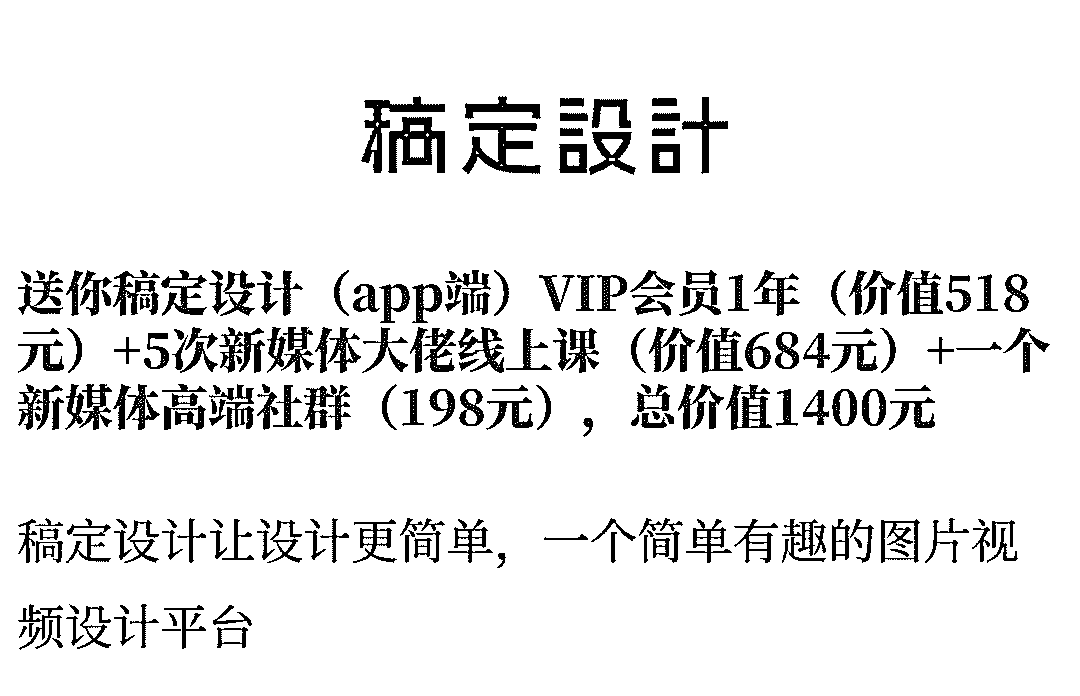 稿定設計
送你稿定设计（app端）VIP会员1年（价值518
元）+5次新媒体大佬线上课（价值684元）+一个
新媒体高端社群（198元），总价值1400元
稿定设计让设计更简单，一个简单有趣的图片视
频设计平台